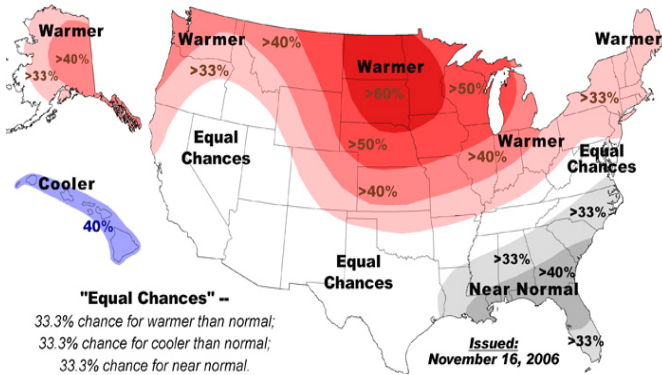 Warmer
>40%
>33%
Warmer
>33%
>40%
Warmer
>60%
>50%
Warmer
>33%
>50%
>40%
Warmer
>40%
Equal
Chances
Equal
Chances
Cooler
40%
>33%
>33%
>40%
Near Normal
>33%
Equal
Chances
"Equal Chances" --
33.3% chance for warmer than normal;
33.3% chance for cooler than normal;
33.3% chance for near normal.
Issued:
November 16, 2006